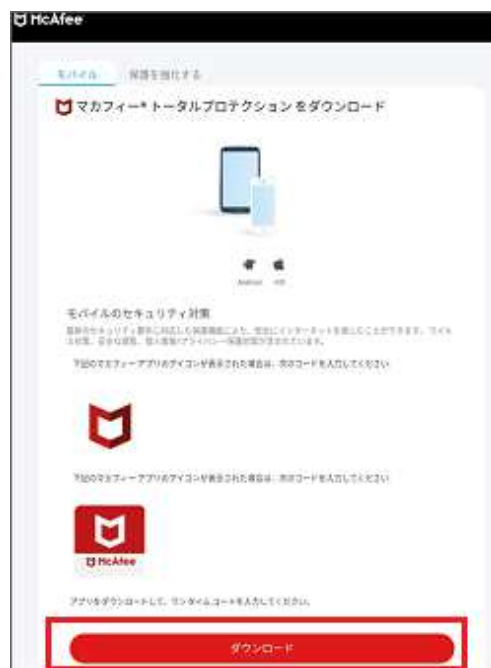 McAfee
モバイル 保護を強化する
マカフィー® トータルプロテクション をダウンロード
Android iOS
モバイルのセキュリティ対策
下記のマカフィーアプリのアイコンが表示された場合は、次のコードを入力してください
下記のマカフィーアプリのアイコンが表示された場合は、次のコードを入力してください
McAfee
アプリをダウンロードして、ワンタイムコードを入力してください。
ダウンロード